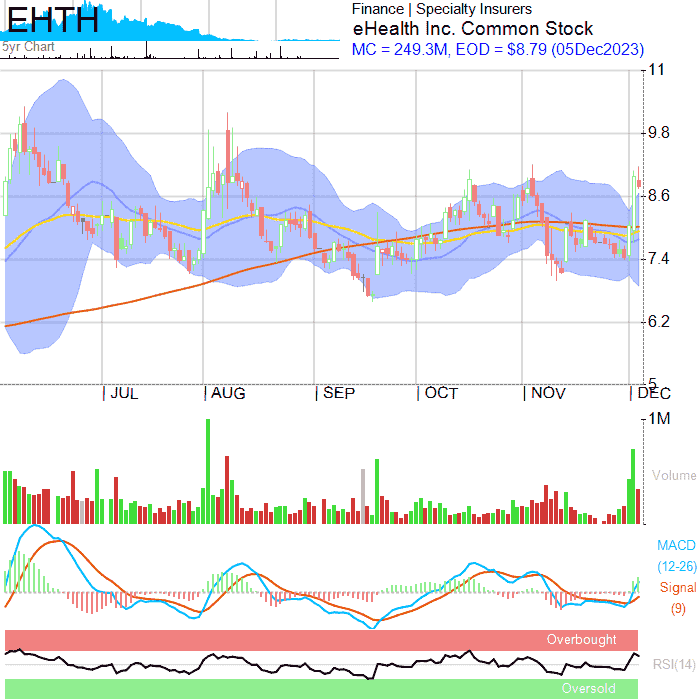 EHTH
5yr Chart
Finance | Specialty Insurers
eHealth Inc. Common Stock
MC = 249.3M, EOD = $8.79 (05Dec2023)
11
9.8
8.6
7.4
6.2
5
JUL AUG SEP OCT NOV DEC
1M
Volume
MACD
(12-26)
Signal
(9)
Overbought
RSI(14)
Oversold